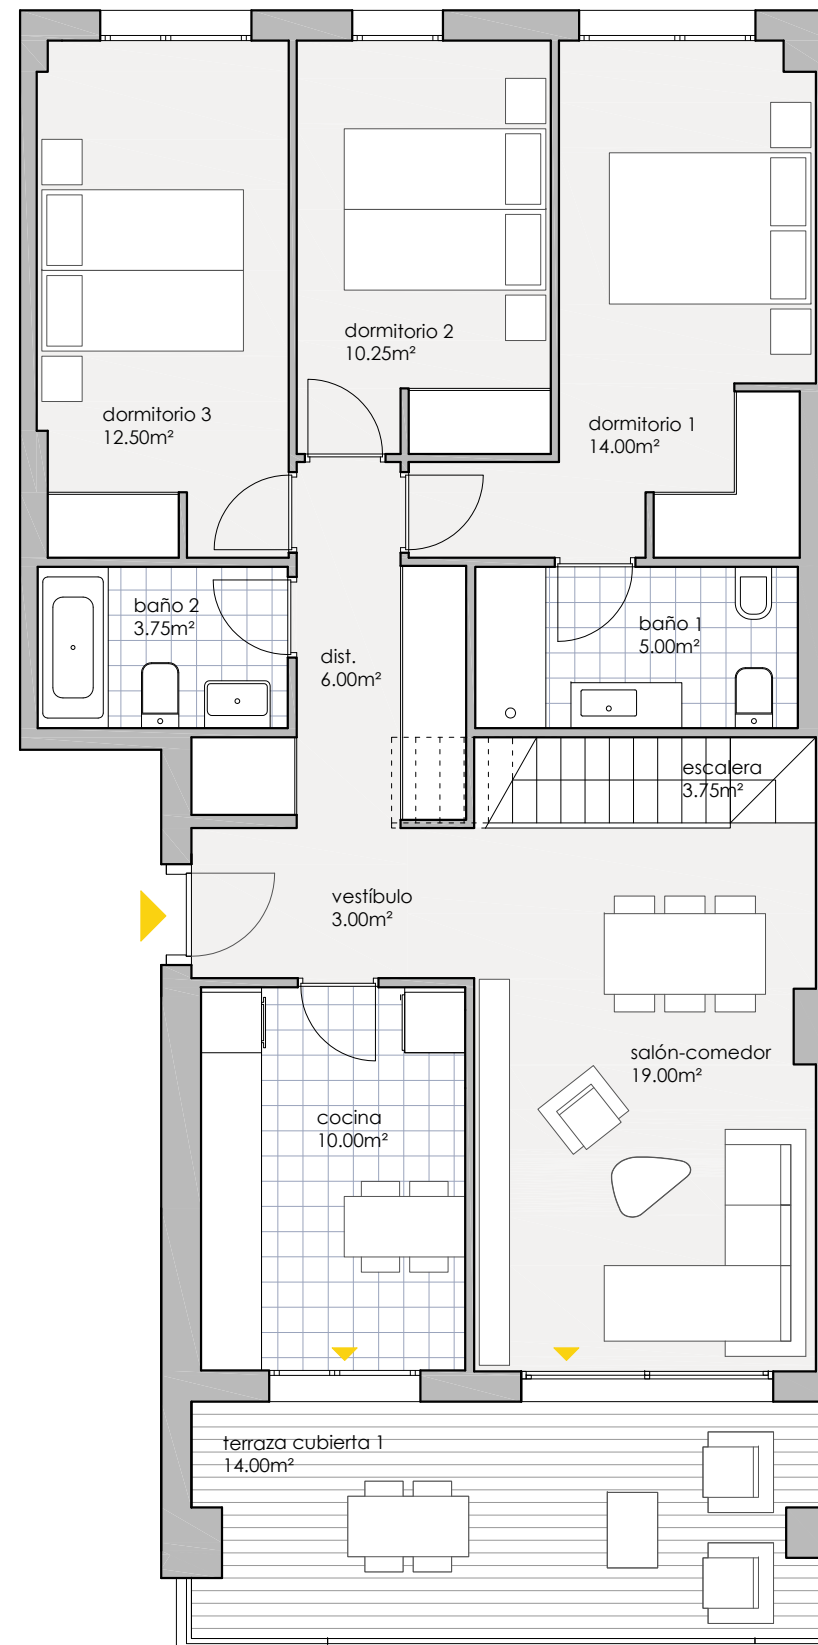 dormitorio 2
10.25m²
dormitorio 3
12.50m²
dormitorio 1
14.00m²
baño 2
3.75m²
baño 1
5.00m²
dist.
6.00m²
escalera
3.75m²
vestíbulo
3.00m²
salón-comedor
19.00m²
cocina
10.00m²
terraza cubierta 1
14.00m²